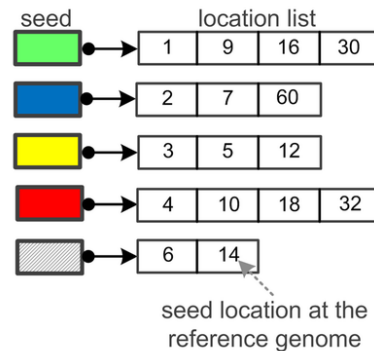 seed location list
1 9 16 30
2 7 60
3 5 12
4 10 18 32
6 14
seed location at the
reference genome